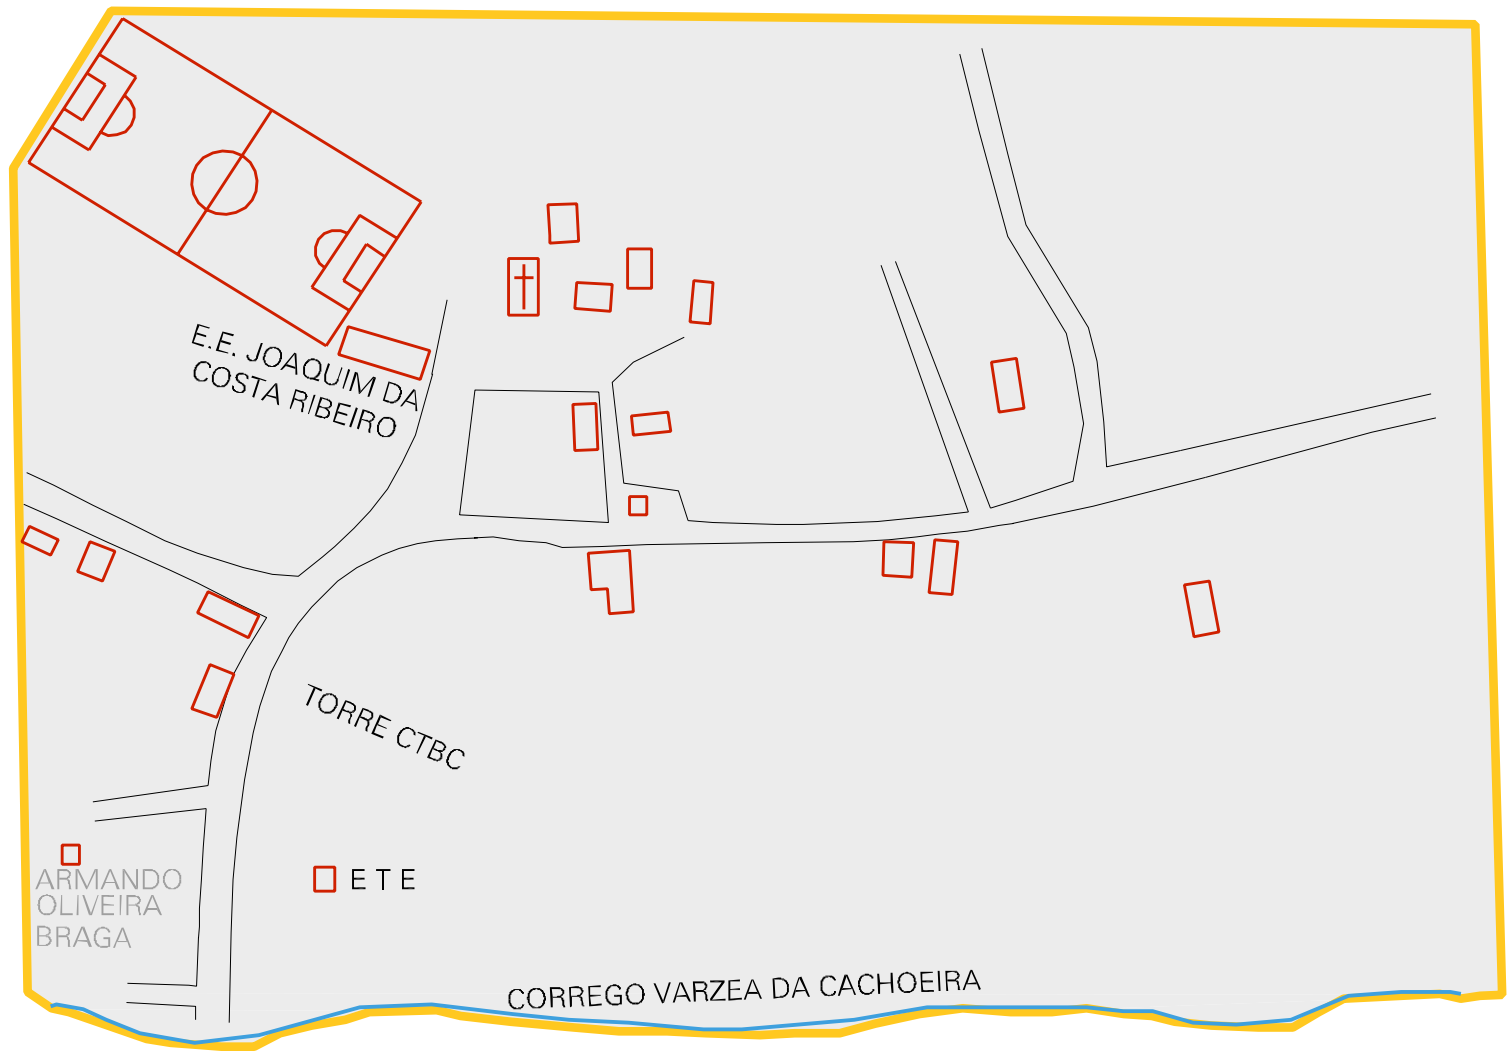 E.E. JOAQUIM DA
COSTA RIBEIRO
TORRE CTBC
ARMANDO
OLIVEIRA
BRAGA
E T E
CORREGO VARZEA DA CACHOEIRA